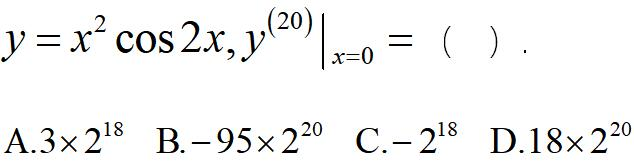 y = x² cos 2x, y⁽²⁰⁾|ₓ₌₀ = ( ) .
A.3×2¹⁸ B.−95×2²⁰ C.−2¹⁸ D.18×2²⁰